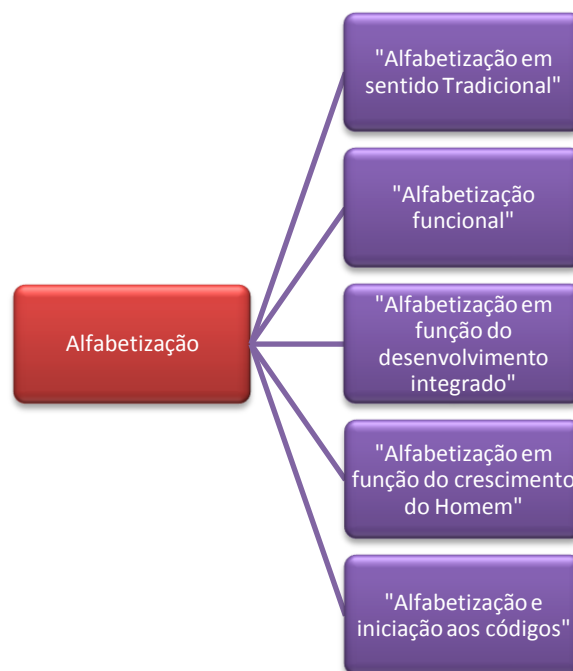 "Alfabetização em
sentido Tradicional"
"Alfabetização
funcional"
Alfabetização
"Alfabetização em
função do
desenvolvimento
integrado"
"Alfabetização em
função do crescimento
do Homem"
"Alfabetização e
iniciação aos códigos"